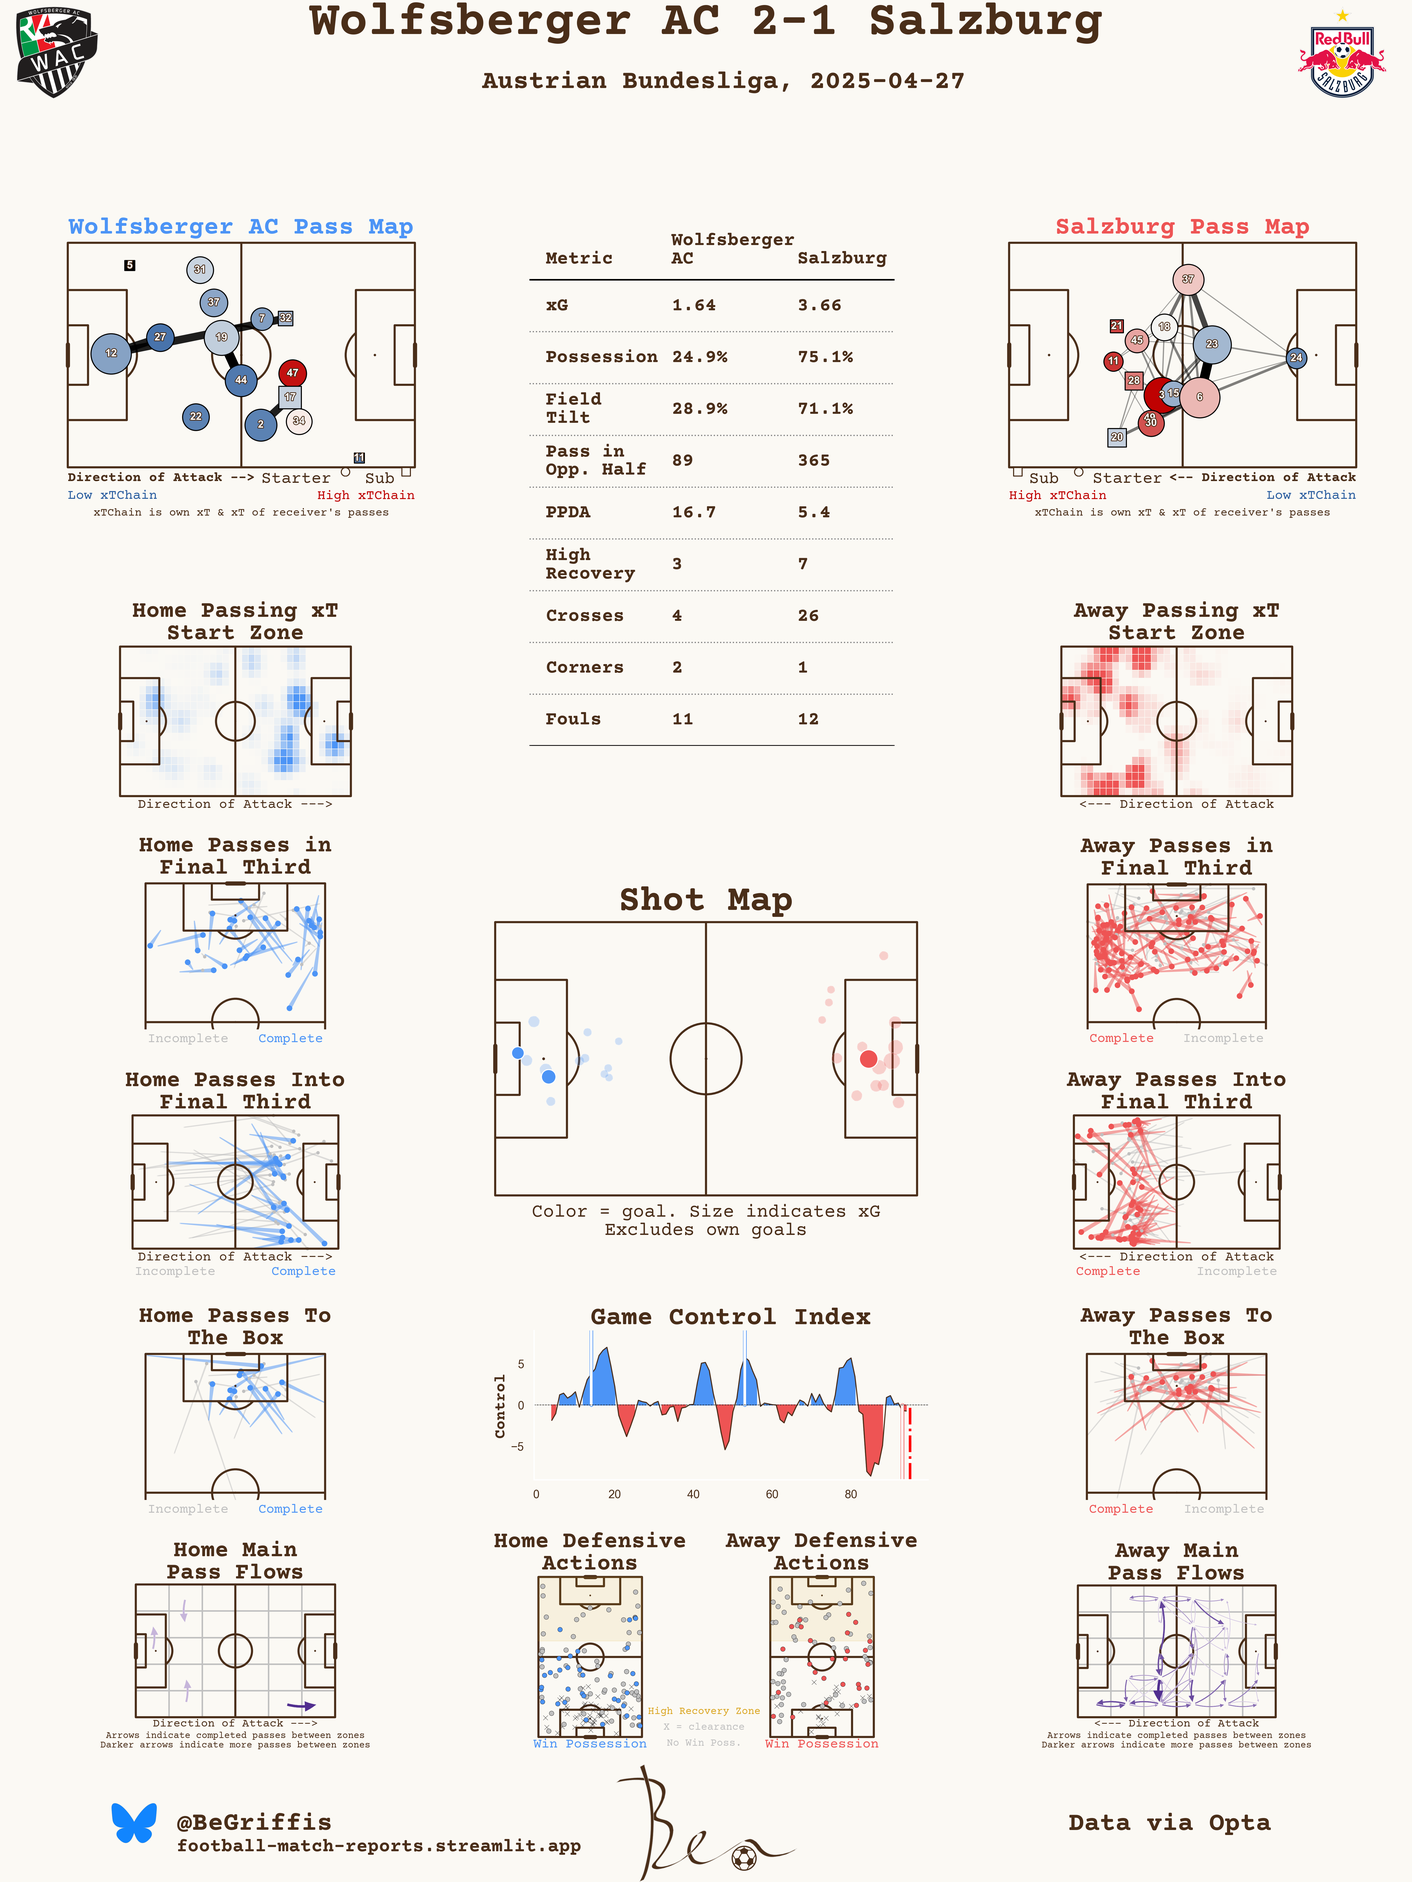 Wolfsberger AC 2-1 Salzburg
Austrian Bundesliga, 2025-04-27
WOLFSBERGER AC
WAC
Red Bull
SALZBURG
Wolfsberger AC Pass Map
5
31
37
7
32
27
19
12
44
47
17
22
2
34
11
Direction of Attack --> Starter Sub
Low xTChain High xTChain
xTChain is own xT & xT of receiver's passes
Metric Wolfsberger AC Salzburg
xG 1.64 3.66
Possession 24.9% 75.1%
Field Tilt 28.9% 71.1%
Pass in Opp. Half 89 365
PPDA 16.7 5.4
High Recovery 3 7
Crosses 4 26
Corners 2 1
Fouls 11 12
Salzburg Pass Map
37
21
18
45
23
11
24
28
3
15
6
49
30
20
Sub Starter <-- Direction of Attack
High xTChain Low xTChain
xTChain is own xT & xT of receiver's passes
Home Passing xT
Start Zone
Direction of Attack --->
Away Passing xT
Start Zone
<--- Direction of Attack
Home Passes in
Final Third
Incomplete Complete
Away Passes in
Final Third
Complete Incomplete
Shot Map
Color = goal. Size indicates xG
Excludes own goals
Home Passes Into
Final Third
Direction of Attack --->
Incomplete Complete
Away Passes Into
Final Third
<--- Direction of Attack
Complete Incomplete
Home Passes To
The Box
Incomplete Complete
Game Control Index
Control
5
0
−5
0 20 40 60 80
Away Passes To
The Box
Complete Incomplete
Home Main
Pass Flows
Direction of Attack --->
Arrows indicate completed passes between zones
Darker arrows indicate more passes between zones
Home Defensive
Actions
Win Possession
Away Defensive
Actions
Win Possession
High Recovery Zone
X = clearance
No Win Poss.
Away Main
Pass Flows
<--- Direction of Attack
Arrows indicate completed passes between zones
Darker arrows indicate more passes between zones
@BeGriffis
football-match-reports.streamlit.app
Ben
Data via Opta